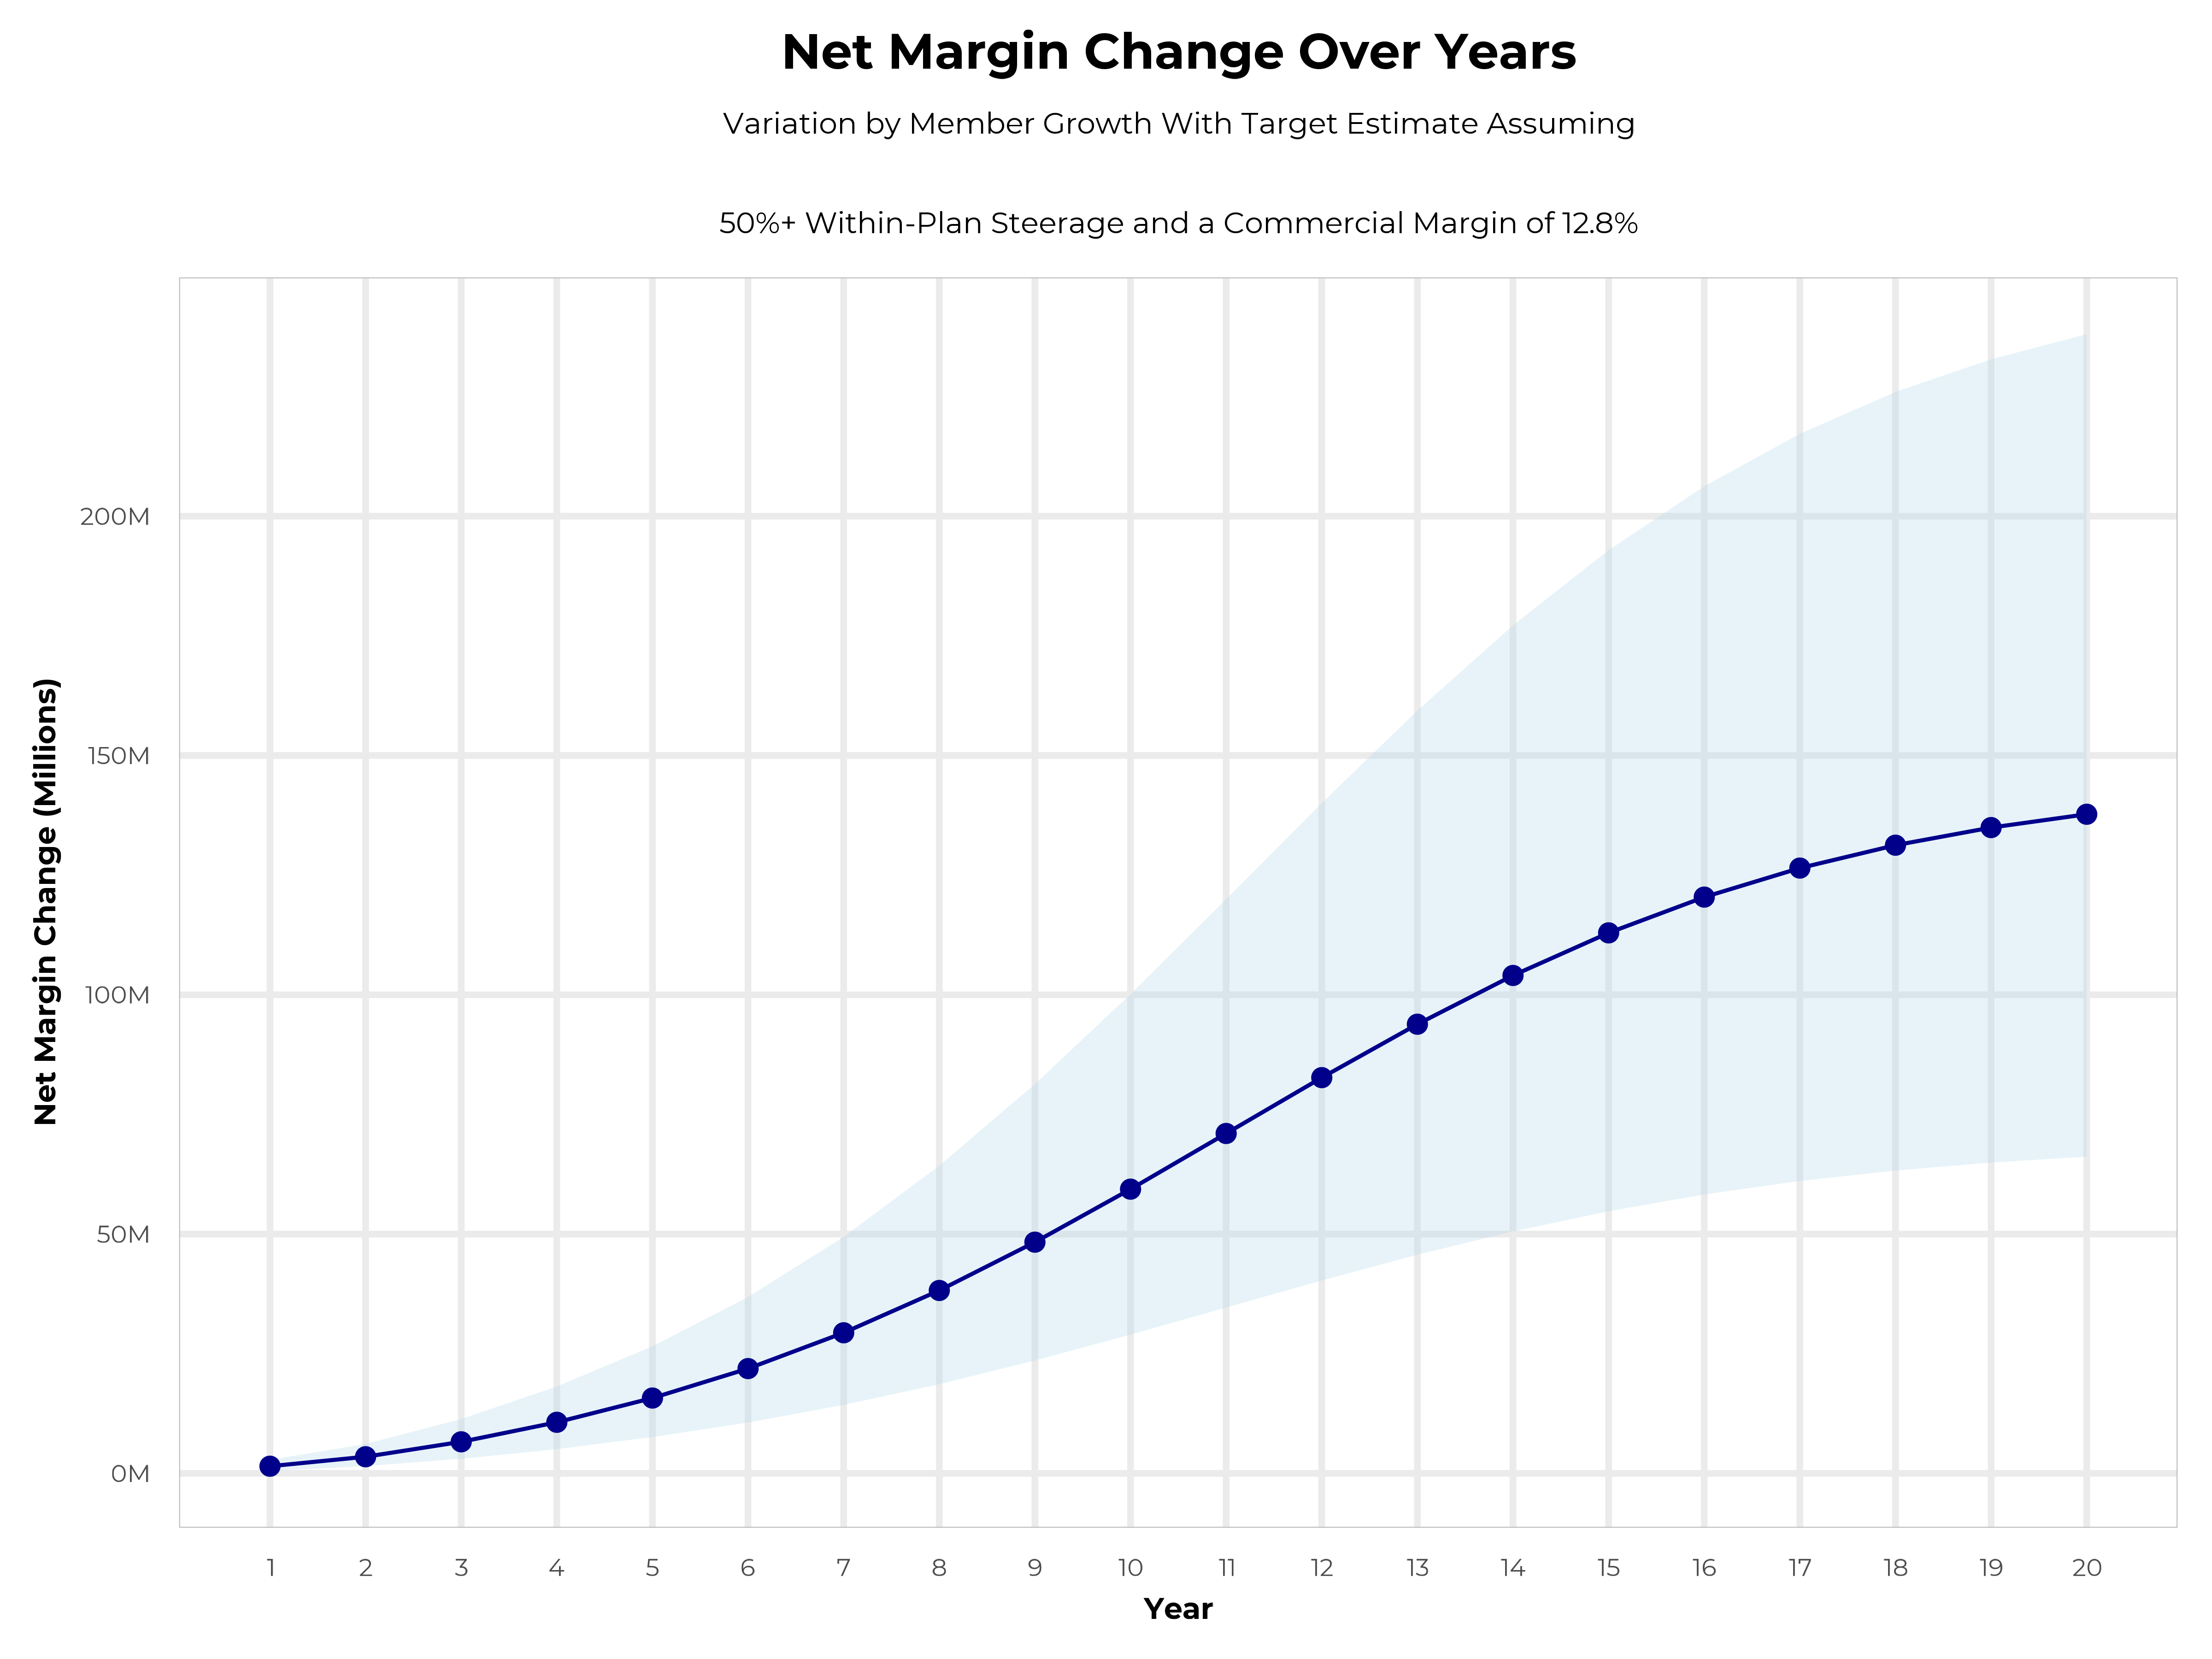 Net Margin Change Over Years
Variation by Member Growth With Target Estimate Assuming
50%+ Within-Plan Steerage and a Commercial Margin of 12.8%
Net Margin Change (Millions)
200M
150M
100M
50M
0M
1 2 3 4 5 6 7 8 9 10 11 12 13 14 15 16 17 18 19 20
Year